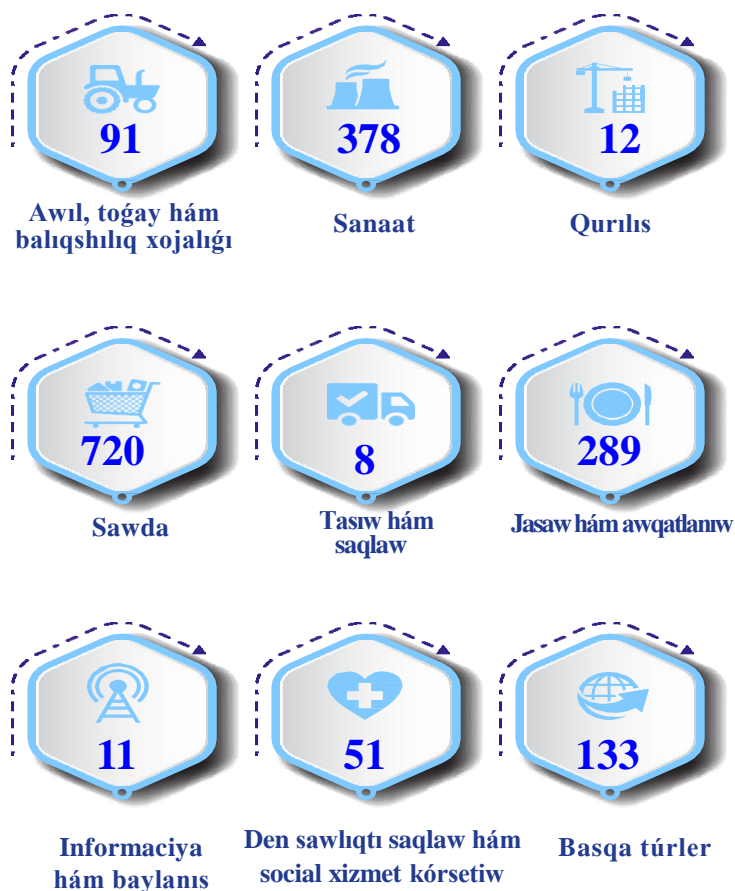 91
Awıl, toǵay hám
balıqshılıq xojalıǵı
378
Sanaat
12
Qurılıs
720
Sawda
8
Tasıw hám
saqlaw
289
Jasaw hám awqatlanıw
11
Informaciya
hám baylanıs
51
Den sawlıqtı saqlaw hám
social xizmet kórsetiw
133
Basqa túrler